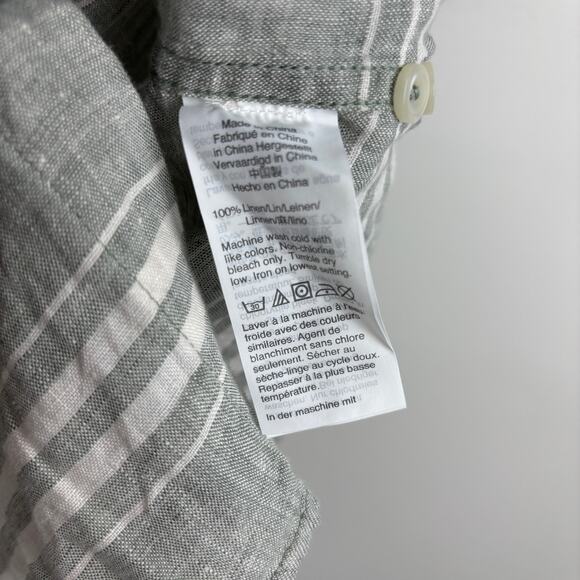 Made in China
Fabriqué en Chine
in China Hergestellt
Vervaardigd in China
中国製
Hecho en China
100% Linen/Lin/Leinen/
Linnen/麻/lino
Machine wash cold with
like colors. Non-chlorine
bleach only. Tumble dry
low. Iron on lowest setting.
30
Laver à la machine à l'eau
froide avec des couleurs
similaires. Agent de
blanchiment sans chlore
seulement. Sécher au
sèche-linge au cycle doux.
Repasser à la plus basse
température.
In der maschine mit